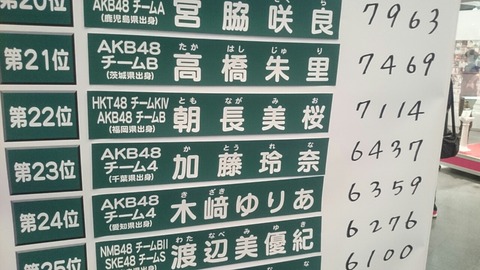 第20位 AKB48 チームA (鹿児島県出身) 宮脇咲良 7963
第21位 AKB48 チームB (茨城県出身) たか はし じゅ り 高橋朱里 7469
第22位 HKT48 チームKIV AKB48 チームB (福岡県出身) とも なが み お 朝長美桜 7114
第23位 AKB48 チーム4 (千葉県出身) か とう れ な 加藤玲奈 6437
第24位 AKB48 チーム4 (愛知県出身) き ざき 木﨑ゆりあ 6359
第25位 NMB48 チームBII SKE48 チームS わた なべ み ゆ き 渡辺美優紀 6276
6100